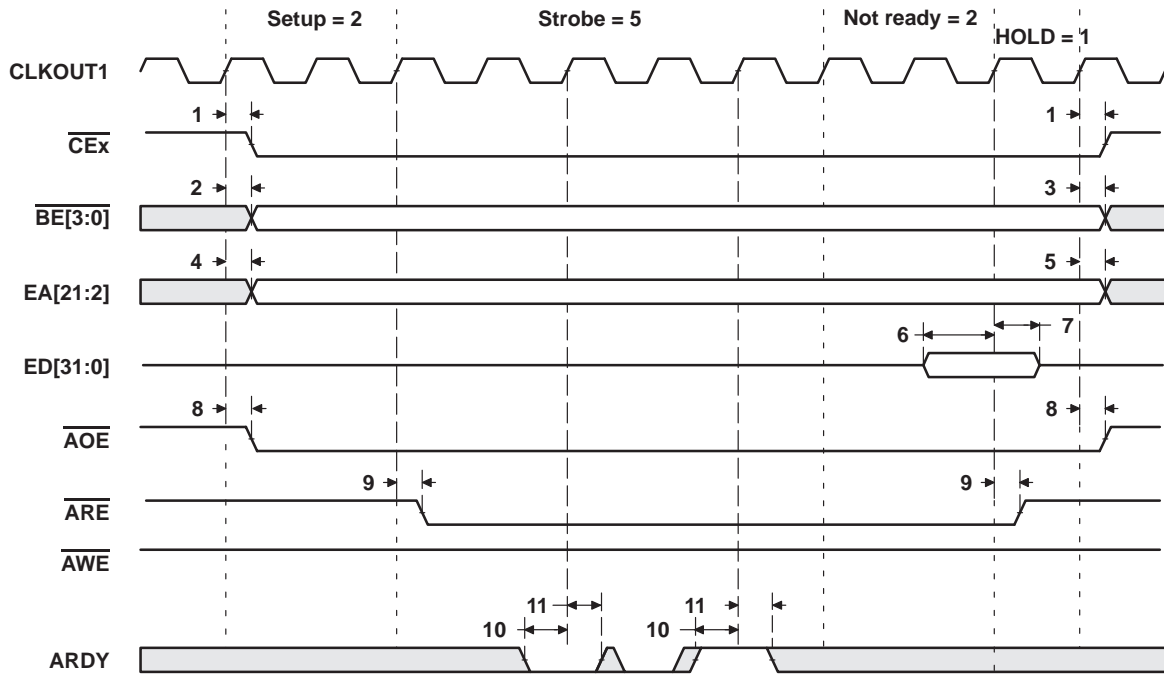 Setup = 2 Strobe = 5 Not ready = 2
HOLD = 1
CLKOUT1
1 1
CEx
2 3
BE[3:0]
4 5
EA[21:2]
6 7
ED[31:0]
8 8
AOE
9 9
ARE
AWE
11 11
10 10
ARDY